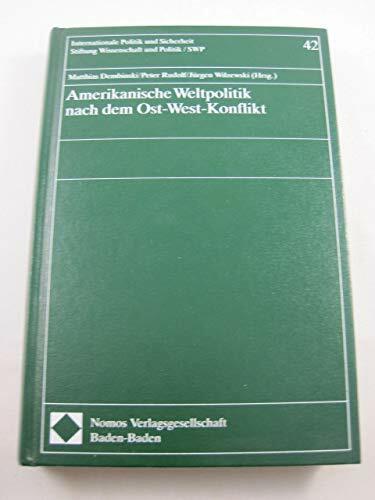 Internationale Politik und Sicherheit
Stiftung Wissenschaft und Politik / SWP
42
Matthias Dembinski/Peter Rudolf/Jürgen Wilzewski (Hrsg.)
Amerikanische Weltpolitik
nach dem Ost-West-Konflikt
Nomos Verlagsgesellschaft
Baden-Baden